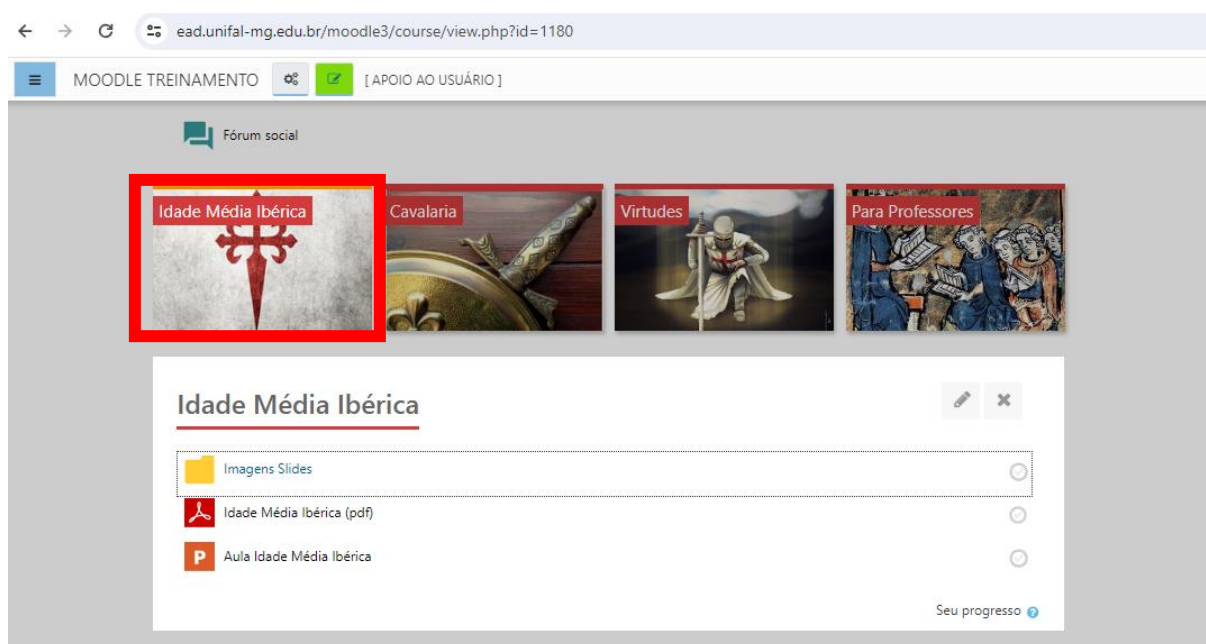 ead.unifal-mg.edu.br/moodle3/course/view.php?id=1180
MOODLE TREINAMENTO [ APOIO AO USUÁRIO ]
Fórum social
Idade Média Ibérica Cavalaria Virtudes Para Professores
Idade Média Ibérica
Imagens Slides
Idade Média Ibérica (pdf)
P Aula Idade Média Ibérica
Seu progresso ?